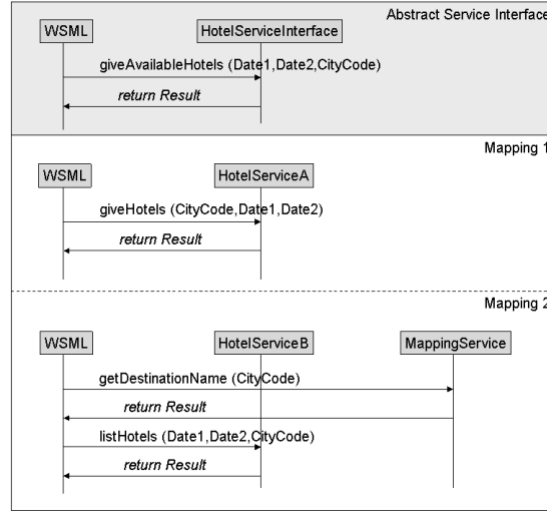 Abstract Service Interface
WSML HotelServiceInterface
giveAvailableHotels (Date1,Date2,CityCode)
return Result
Mapping 1
WSML HotelServiceA
giveHotels (CityCode,Date1,Date2)
return Result
Mapping 2
WSML HotelServiceB MappingService
getDestinationName (CityCode)
return Result
listHotels (Date1,Date2,CityCode)
return Result